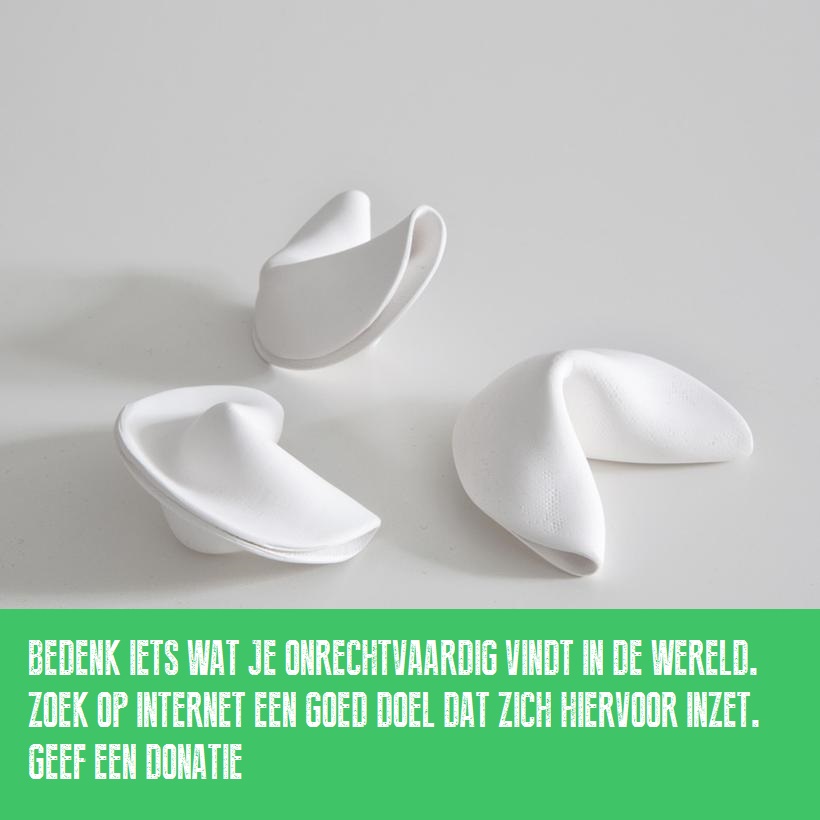 BEDENK IETS WAT JE ONRECHTVAARDIG VINDT IN DE WERELD.
ZOEK OP INTERNET EEN GOED DOEL DAT ZICH HIERVOOR INZET.
GEEF EEN DONATIE